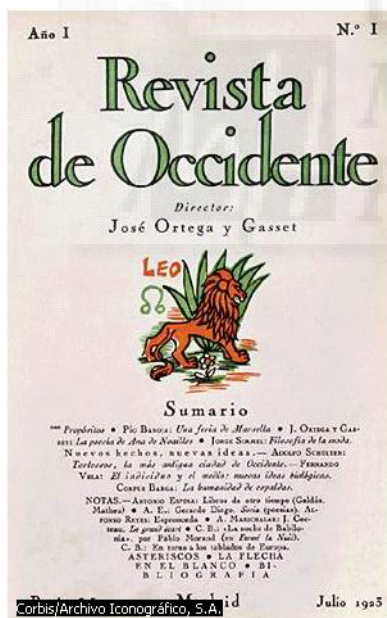 Año I N.º I
Revista
de Occidente
Director:
José Ortega y Gasset
LEO
Sumario
Propósitos • Pío Baroja: Una feria de Marsella • J. Ortega y Gas-
set: La poesía de Ana de Noailles • Jorge Simmel: Filosofía de la moda.
Nuevos hechos, nuevas ideas.— Adolfo Schulten:
Tartessos, la más antigua ciudad de Occidente.— Fernando
Vela: El individuo y el medio: nuevas ideas biológicas.
Corpus Barga: La humanidad de espaldas.
NOTAS.— Antonio Espina: Libros de otro tiempo (Galdós,
A. E.: Gerardo Diego. Soria (poesías). Al-
fonso Reyes: Espronceda • A. Marichalar: J. Coc-
teau. Le grand écart • C. B.: «La noche de Babilo-
nia», por Pablo Morand (en Fermé la Nuit).
C. B.: En torno a los tablados de Europa.
ASTERISCOS • LA FLECHA
EN EL BLANCO • BI-
BLIOGRAFIA
Julio 1923
Corbis/Archivo Iconográfico, S.A.